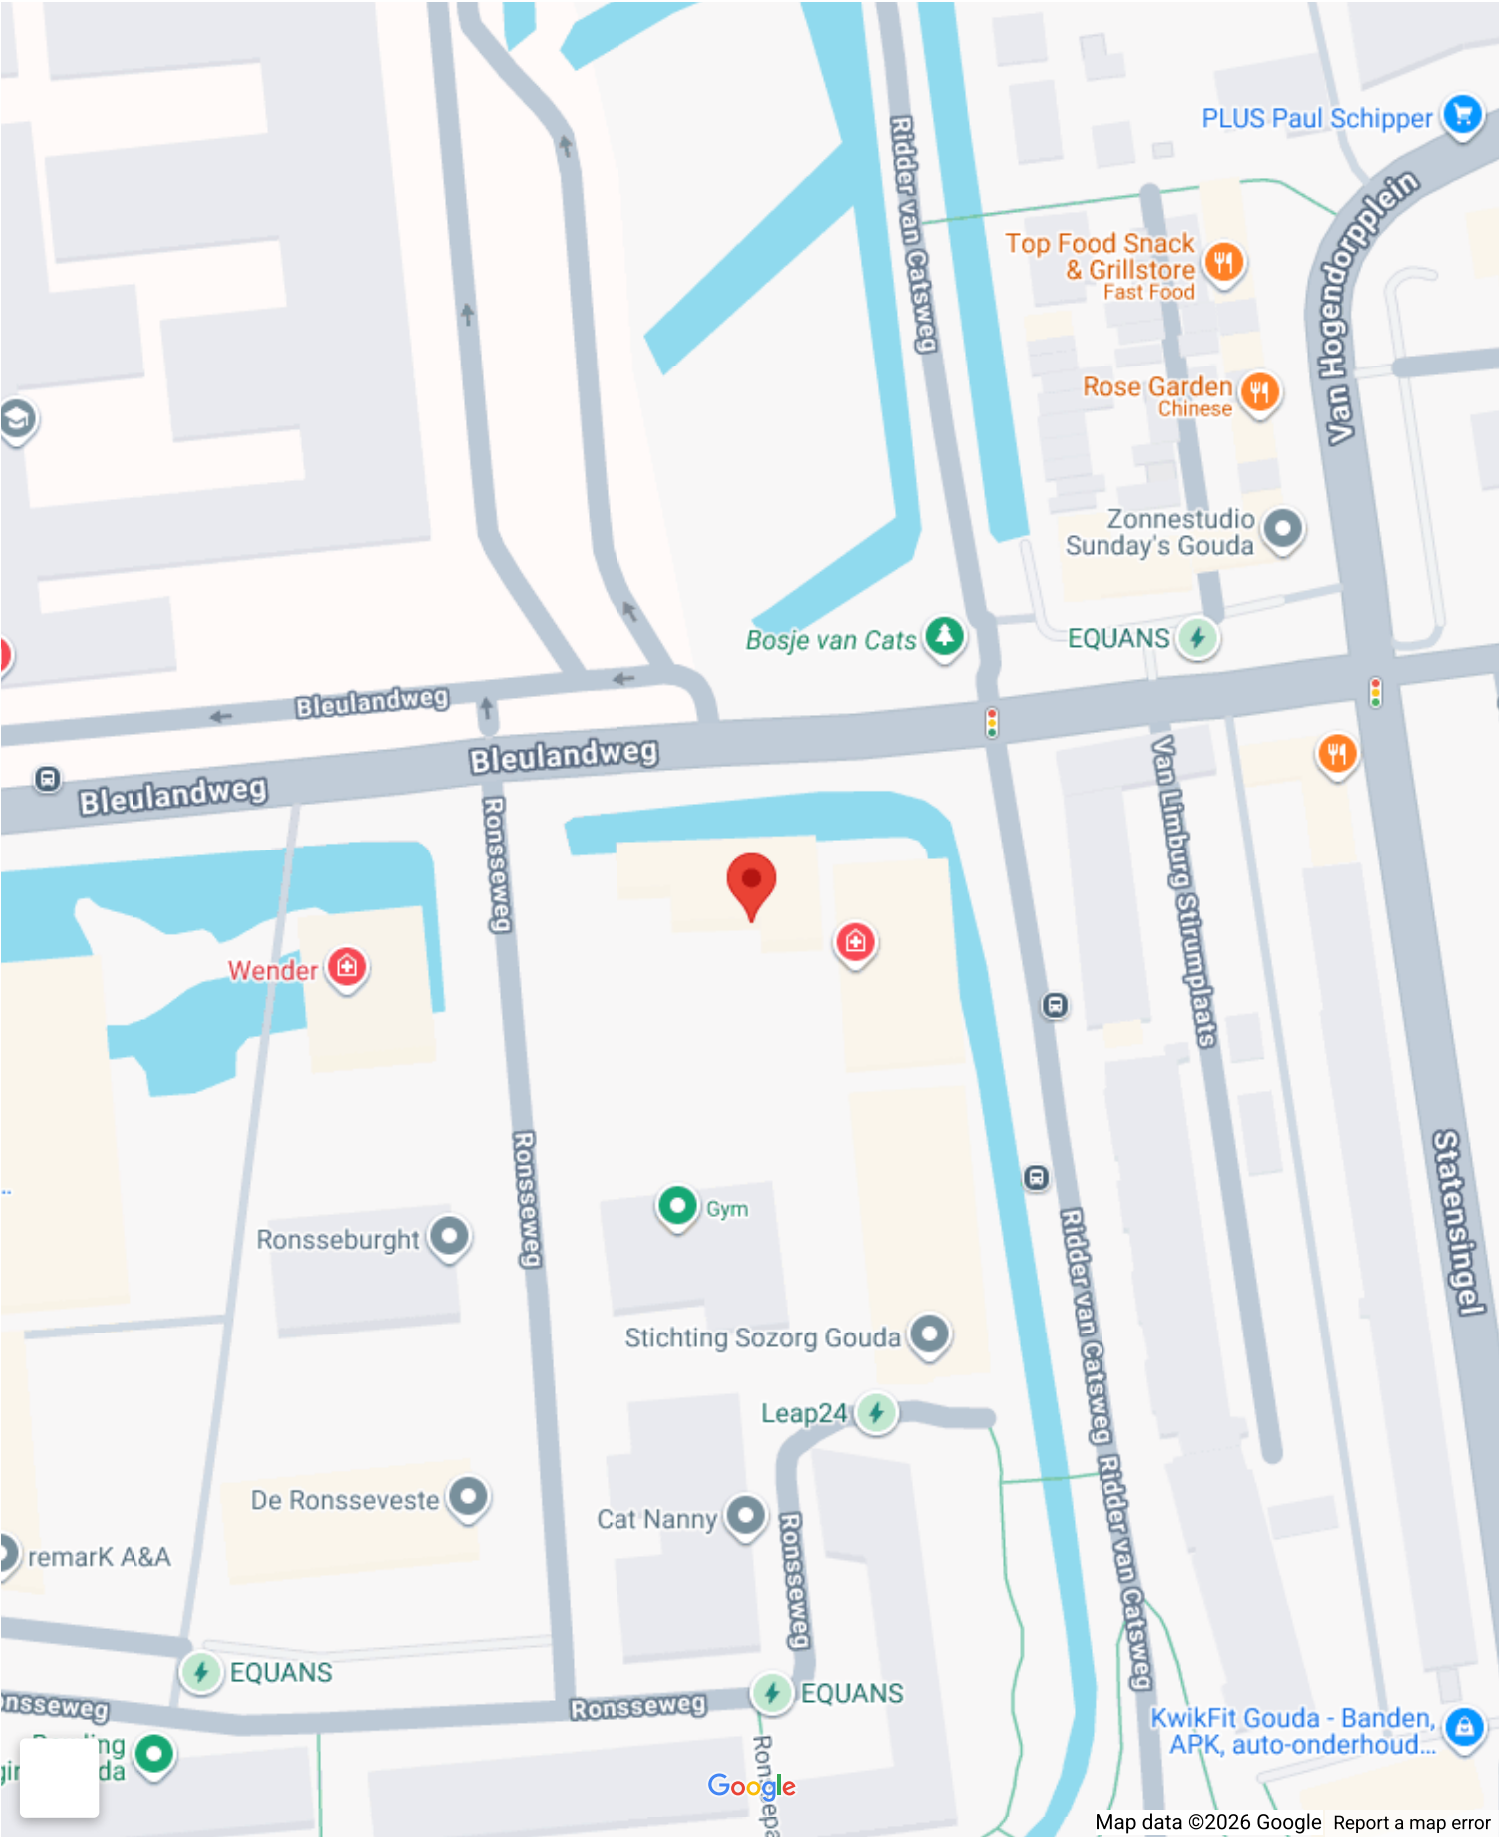 PLUS Paul Schipper
Ridder van Catsweg
Van Hogendorpplein
Top Food Snack
& Grillstore
Fast Food
Rose Garden
Chinese
Zonnestudio
Sunday's Gouda
Bosje van Cats
EQUANS
Bleulandweg
Bleulandweg
Bleulandweg
Ronsseweg
Van Limburg Stirumplaats
Wender
Ronsseweg
Statensingel
Gym
Ronsseburght
Ridder van Catsweg
Stichting Sozorg Gouda
Leap24
De Ronsseveste
Cat Nanny
Ronsseweg
Ridder van Catsweg
remarK A&A
EQUANS
Ronsseweg
EQUANS
KwikFit Gouda - Banden,
APK, auto-onderhoud...
Google
Map data ©2026 Google
Report a map error